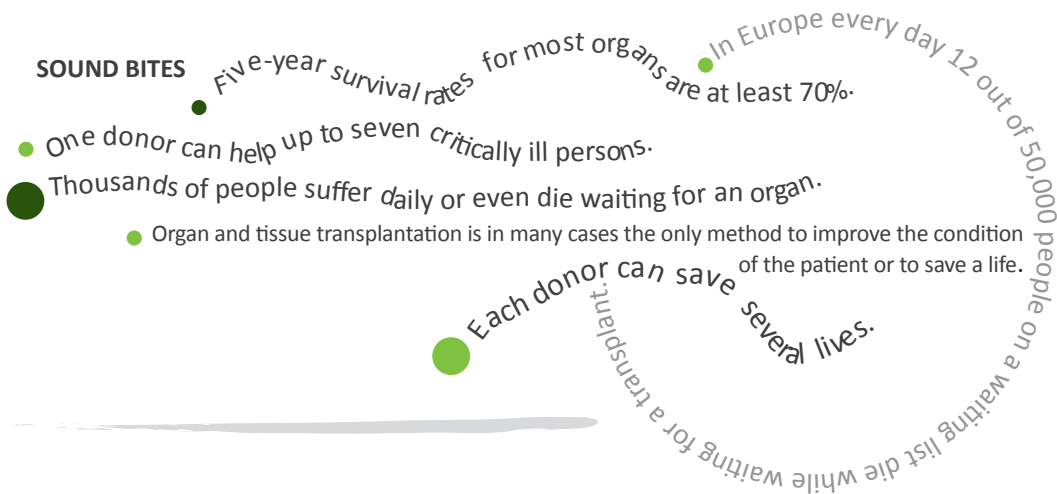 SOUND BITES
Five-year survival rates for most organs are at least 70%.
In Europe every day 12 out of 50,000 people on a waiting list die while waiting for a transplant.
One donor can help up to seven critically ill persons.
Thousands of people suffer daily or even die waiting for an organ.
Organ and tissue transplantation is in many cases the only method to improve the condition
of the patient or to save a life.
Each donor can save several lives.